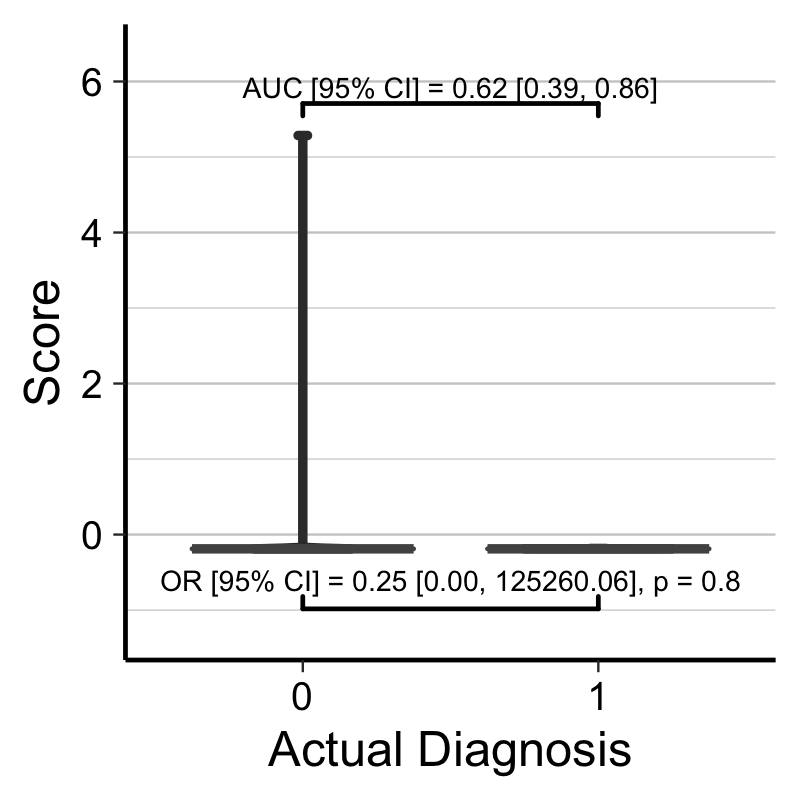 AUC [95% CI] = 0.62 [0.39, 0.86]
6
4
2
0
Score
OR [95% CI] = 0.25 [0.00, 125260.06], p = 0.8
0 1
Actual Diagnosis